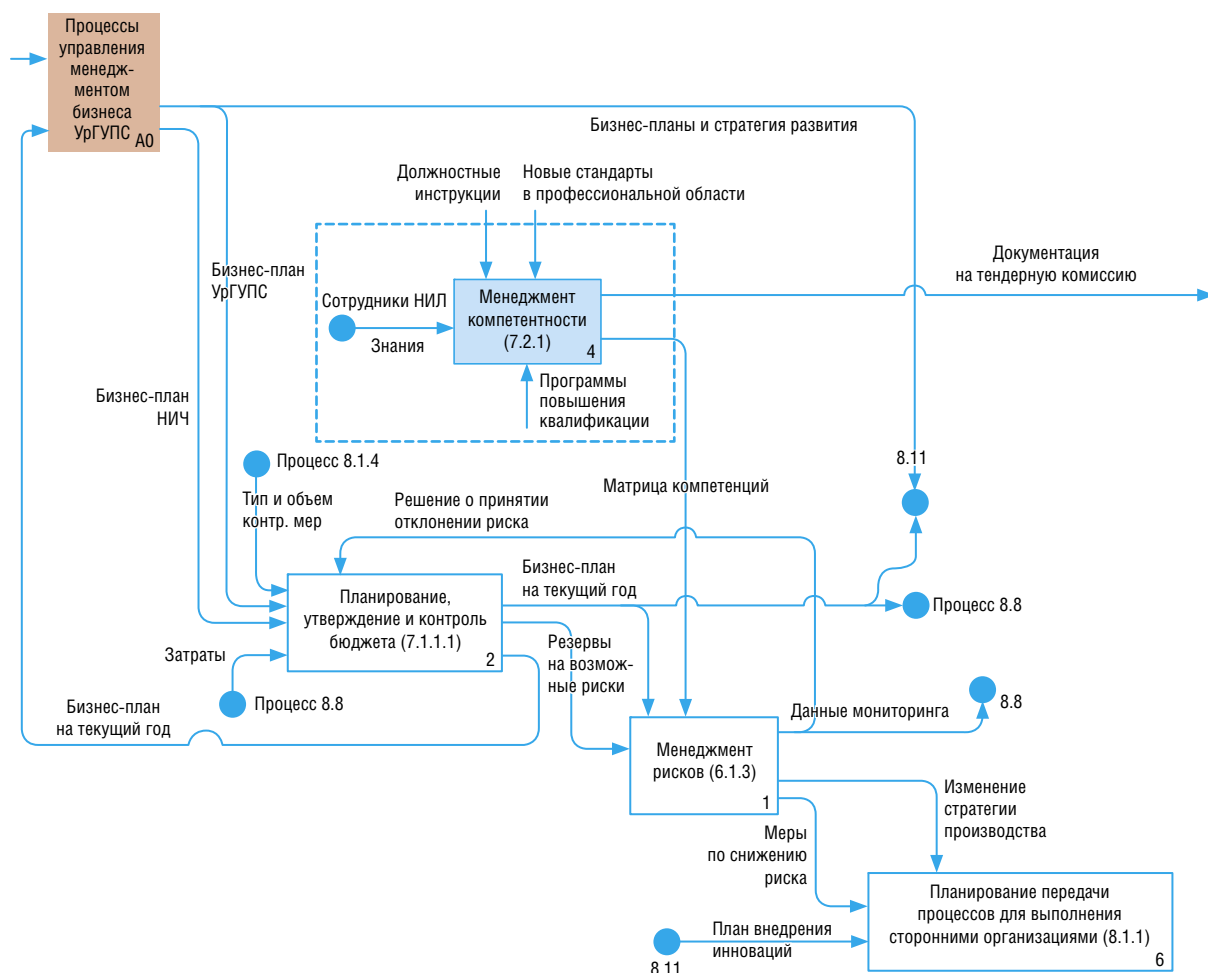 Процессы
управления
менедж-
ментом
бизнеса
УрГУПС
A0
Бизнес-планы и стратегия развития
Должностные
инструкции
Новые стандарты
в профессиональной области
Документация
на тендерную комиссию
Бизнес-план
УрГУПС
Сотрудники НИЛ
Знания
Менеджмент
компетентности
(7.2.1)
4
Программы
повышения
квалификации
Бизнес-план
НИЧ
Процесс 8.1.4
Тип и объем
контр. мер
Решение о принятии
отклонении риска
Матрица компетенций
8.11
Бизнес-план
на текущий год
Планирование,
утверждение и контроль
бюджета (7.1.1.1)
2
Процесс 8.8
Затраты
Процесс 8.8
Резервы
на возмож-
ные риски
Бизнес-план
на текущий год
Данные мониторинга
8.8
Менеджмент
рисков (6.1.3)
1
Изменение
стратегии
производства
Меры
по снижению
риска
Планирование передачи
процессов для выполнения
сторонними организациями (8.1.1)
6
План внедрения
инноваций
8.11